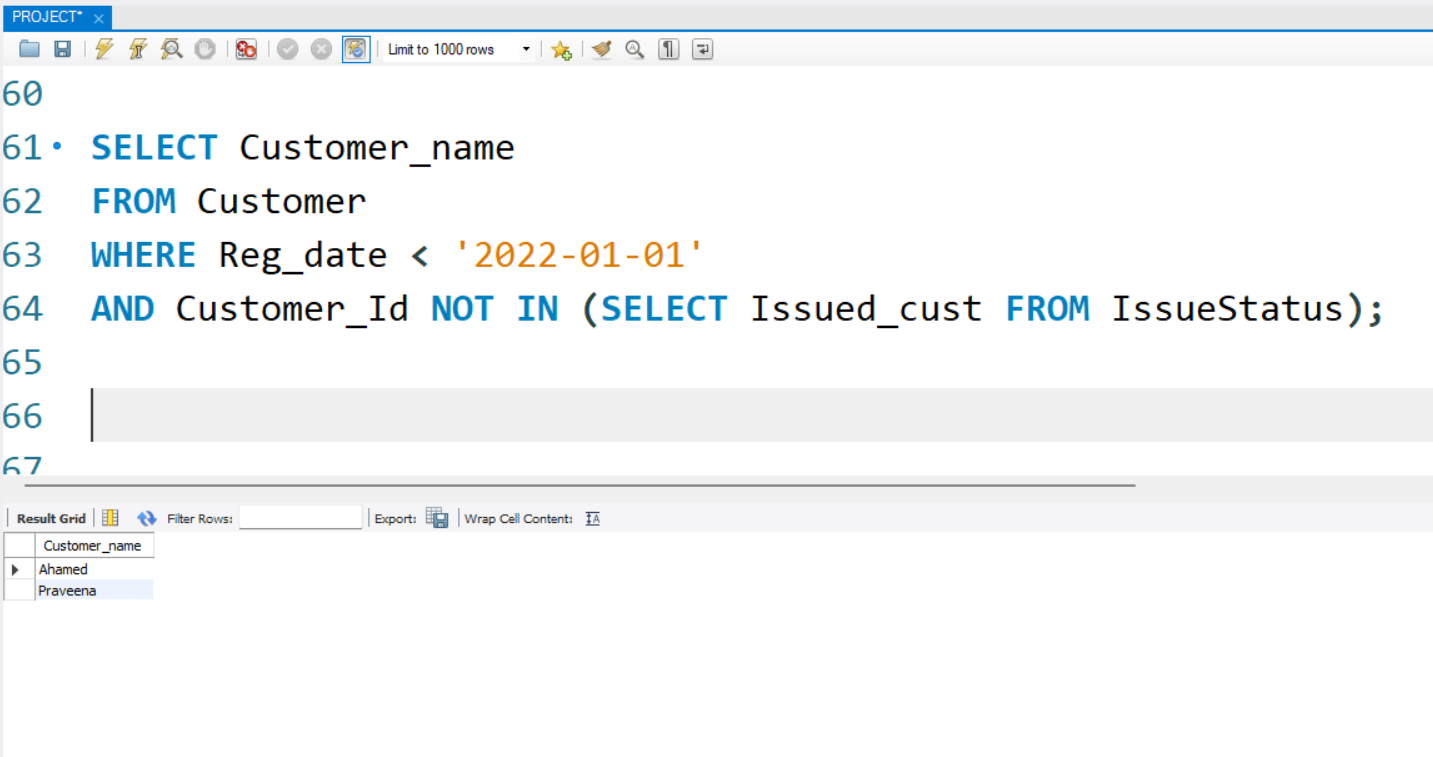 PROJECT* ×
Limit to 1000 rows
60
61 SELECT Customer_name
62 FROM Customer
63 WHERE Reg_date < '2022-01-01'
64 AND Customer_Id NOT IN (SELECT Issued_cust FROM IssueStatus);
65
66
67
Result Grid Filter Rows: Export: Wrap Cell Content: IA
Customer_name
Ahamed
Praveena